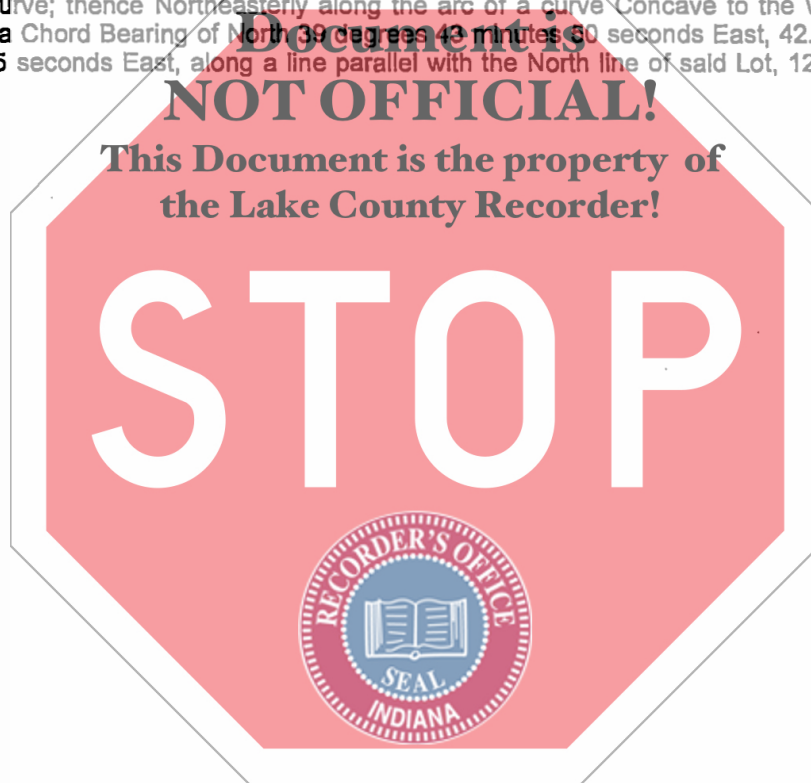 urve; thence Northeasterly along the arc of a curve Concave to the
Document is
a Chord Bearing of North 39 degrees 43 minutes 50 seconds East, 42.
5 seconds East, along a line parallel with the North line of said Lot, 12
NOT OFFICIAL!
This Document is the property of
the Lake County Recorder!
STOP
RECORDER'S OFFICE
SEAL
INDIANA